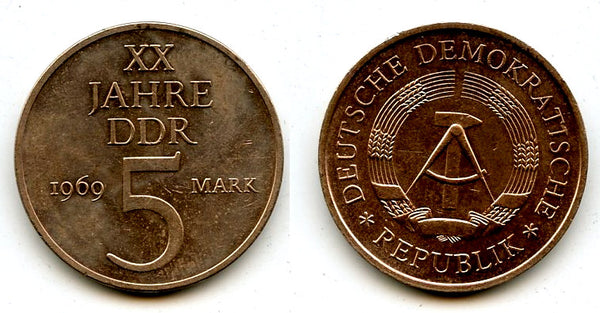 XX
JAHRE
DDR
1969 5 MARK
DEUTSCHE DEMOKRATISCHE
* REPUBLIK *